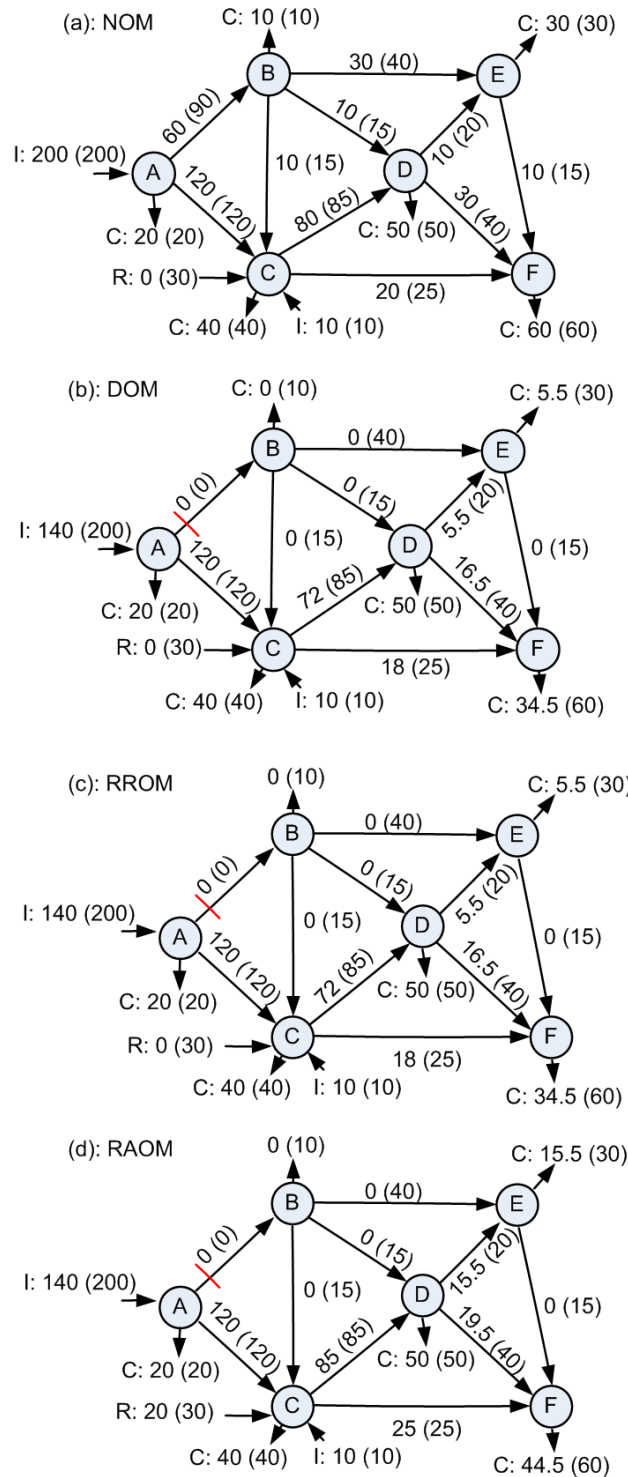 (a): NOM
C: 10 (10)
C: 30 (30)
B
30 (40)
E
60 (90)
10 (15)
10 (20)
I: 200 (200)
A
10 (15)
D
10 (15)
120 (120)
80 (85)
30 (40)
C: 20 (20)
C: 50 (50)
R: 0 (30)
C
20 (25)
F
C: 40 (40)
I: 10 (10)
C: 60 (60)
(b): DOM
C: 0 (10)
C: 5.5 (30)
B
0 (40)
E
0 (0)
0 (15)
5.5 (20)
I: 140 (200)
A
0 (15)
D
0 (15)
120 (120)
72 (85)
16.5 (40)
C: 20 (20)
C: 50 (50)
R: 0 (30)
C
18 (25)
F
C: 40 (40)
I: 10 (10)
C: 34.5 (60)
(c): RROM
0 (10)
C: 5.5 (30)
B
0 (40)
E
0 (0)
0 (15)
5.5 (20)
I: 140 (200)
A
0 (15)
D
0 (15)
120 (120)
72 (85)
16.5 (40)
C: 20 (20)
C: 50 (50)
R: 0 (30)
C
18 (25)
F
C: 40 (40)
I: 10 (10)
C: 34.5 (60)
(d): RAOM
0 (10)
C: 15.5 (30)
B
0 (40)
E
0 (0)
0 (15)
15.5 (20)
I: 140 (200)
A
0 (15)
D
0 (15)
120 (120)
85 (85)
19.5 (40)
C: 20 (20)
C: 50 (50)
R: 20 (30)
C
25 (25)
F
C: 40 (40)
I: 10 (10)
C: 44.5 (60)